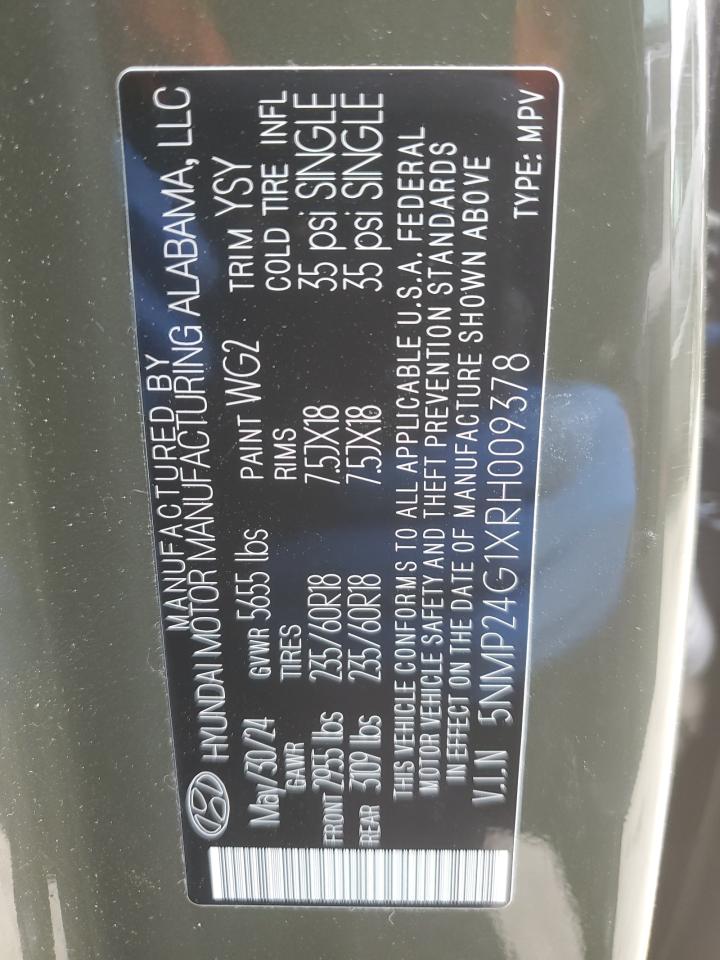 MANUFACTURED BY
HYUNDAI MOTOR MANUFACTURING ALABAMA, LLC
May/30/24 GVWR 5655 lbs PAINT WG2 TRIM YSY
GAWR TIRES RIMS COLD TIRE INFL
FRONT 2955 lbs 235/60R18 7.5JX18 35 psi SINGLE
REAR 3109 lbs 235/60R18 7.5JX18 35 psi SINGLE
THIS VEHICLE CONFORMS TO ALL APPLICABLE U.S.A. FEDERAL
MOTOR VEHICLE SAFETY AND THEFT PREVENTION STANDARDS
IN EFFECT ON THE DATE OF MANUFACTURE SHOWN ABOVE
V.I.N 5NMP24G1XRH009378
TYPE: MPV